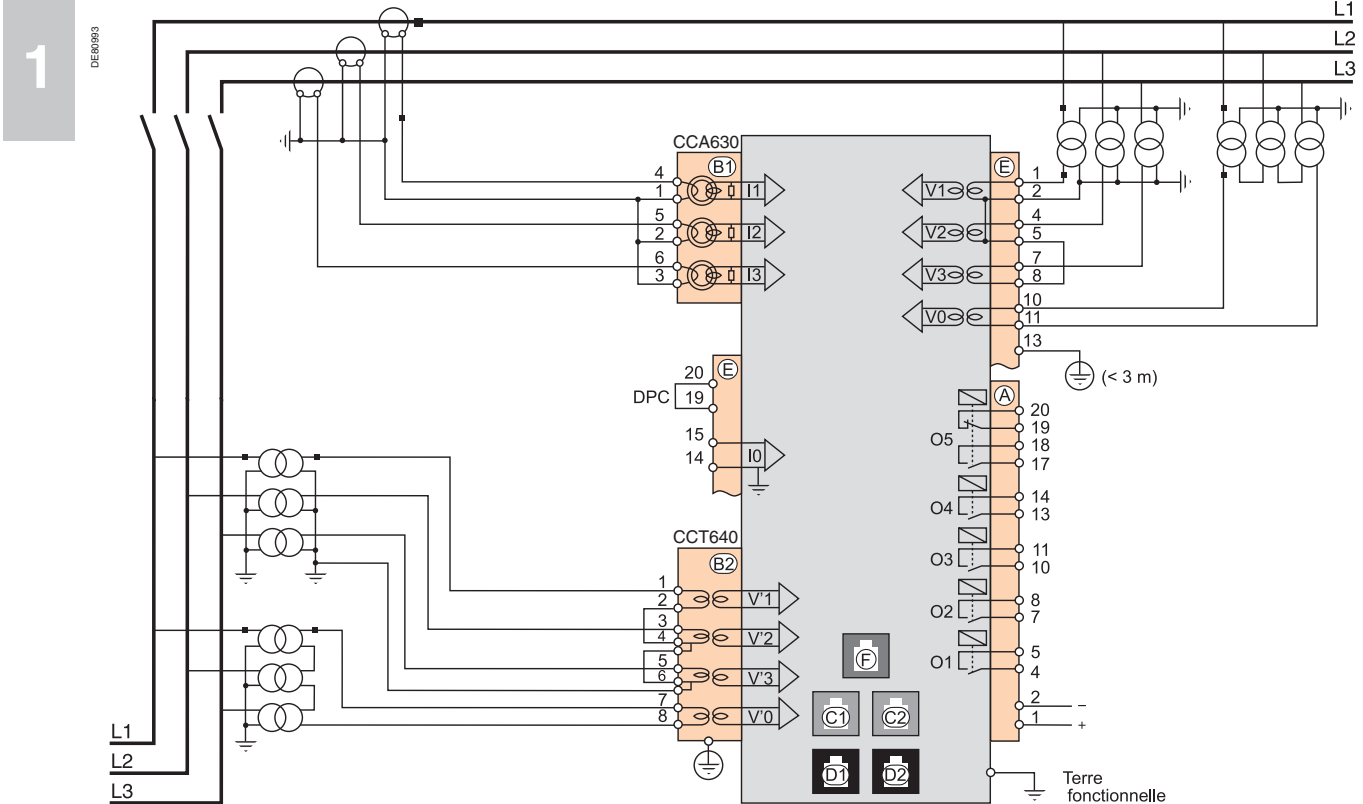 1
DE80993
L1
L2
L3
CCA630
B1
4
1
I1
5
2
I2
6
3
I3
E
V1
1
2
V2
4
5
V3
7
8
V0
10
11
13
(< 3 m)
E
20
DPC
19
15
14
I0
A
O5
20
19
18
17
O4
14
13
O3
11
10
O2
8
7
O1
5
4
2 –
1 +
CCT640
B2
1
2
V'1
3
4
V'2
5
6
V'3
7
8
V'0
F
C1
C2
D1
D2
L1
L2
L3
Terre
fonctionnelle